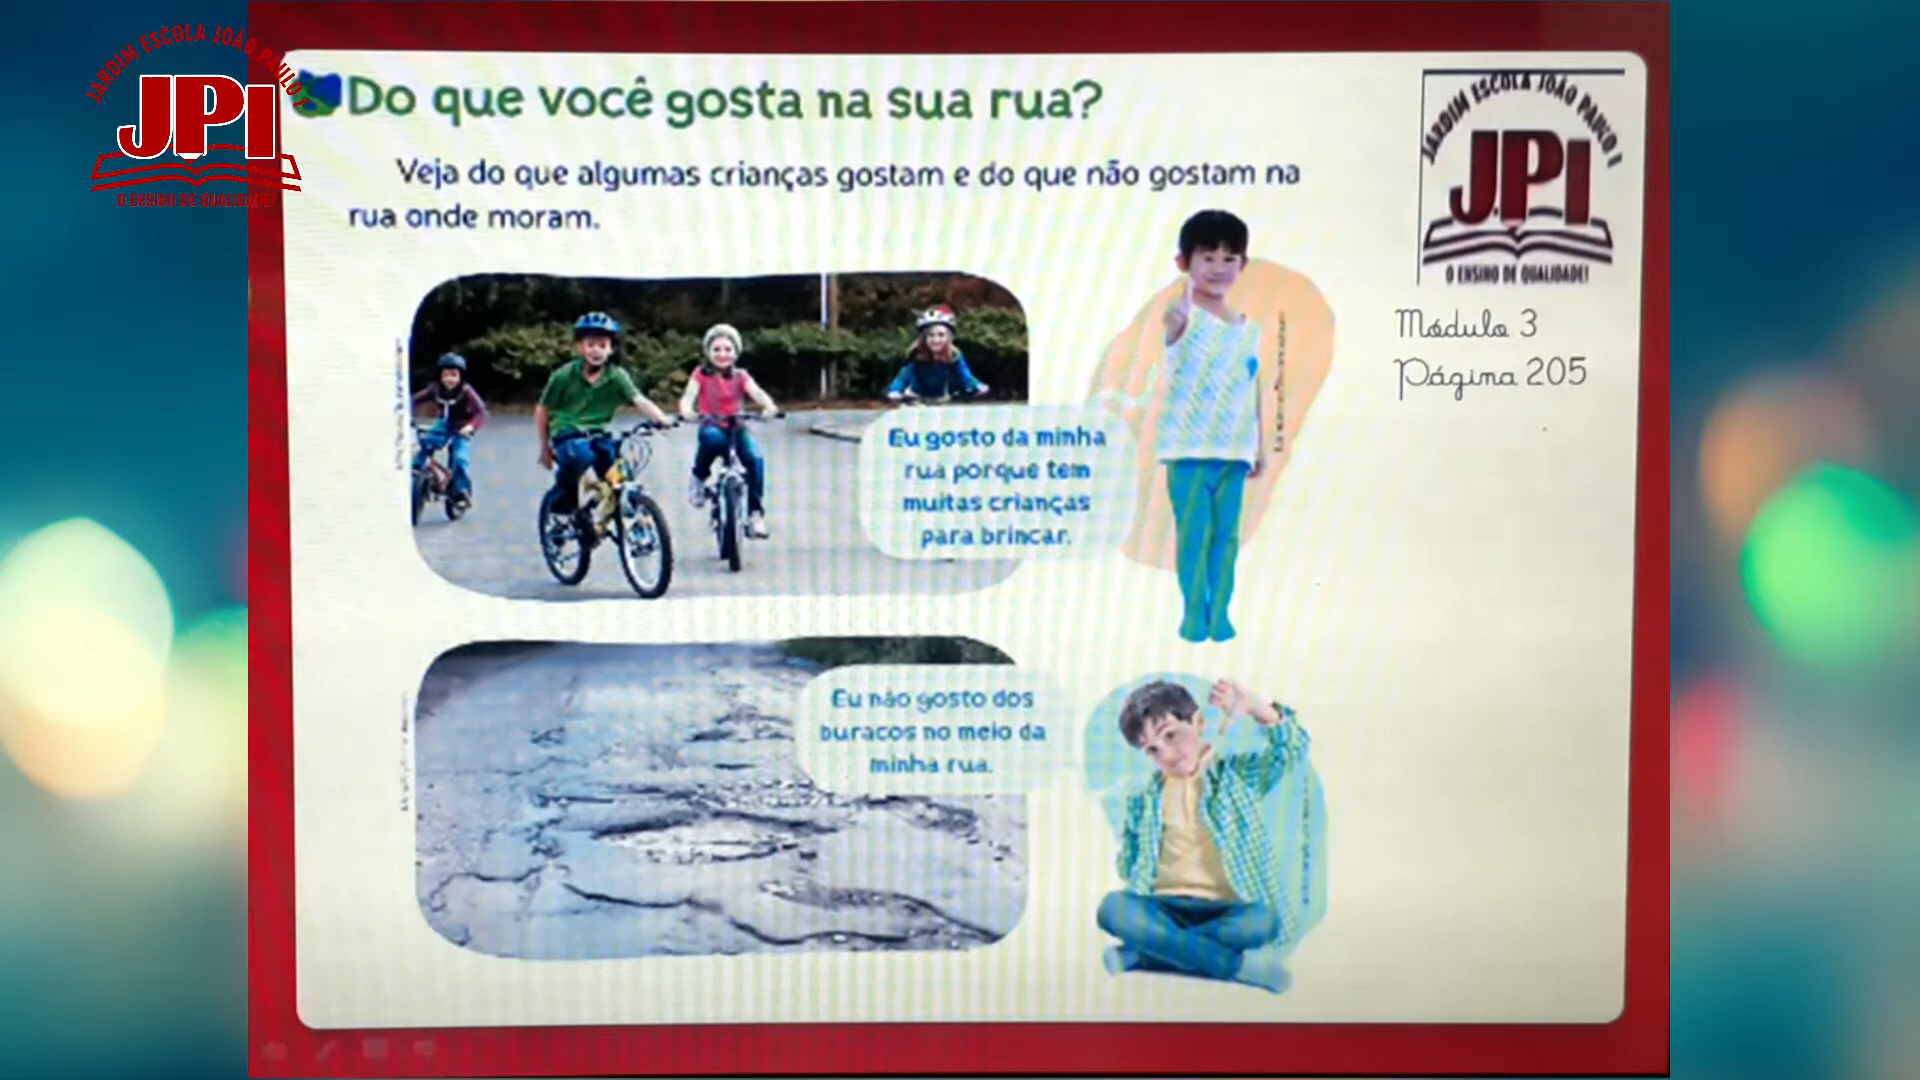 JARDIM ESCOLA JOÃO PAULO I
JPI
O ENSINO DE QUALIDADE!
Do que você gosta na sua rua?
Veja do que algumas crianças gostam e do que não gostam na
rua onde moram.
JARDIM ESCOLA JOÃO PAULO I
JPI
O ENSINO DE QUALIDADE!
Módulo 3
Página 205
Eu gosto da minha
rua porque tem
muitas crianças
para brincar.
Eu não gosto dos
buracos no meio da
minha rua.